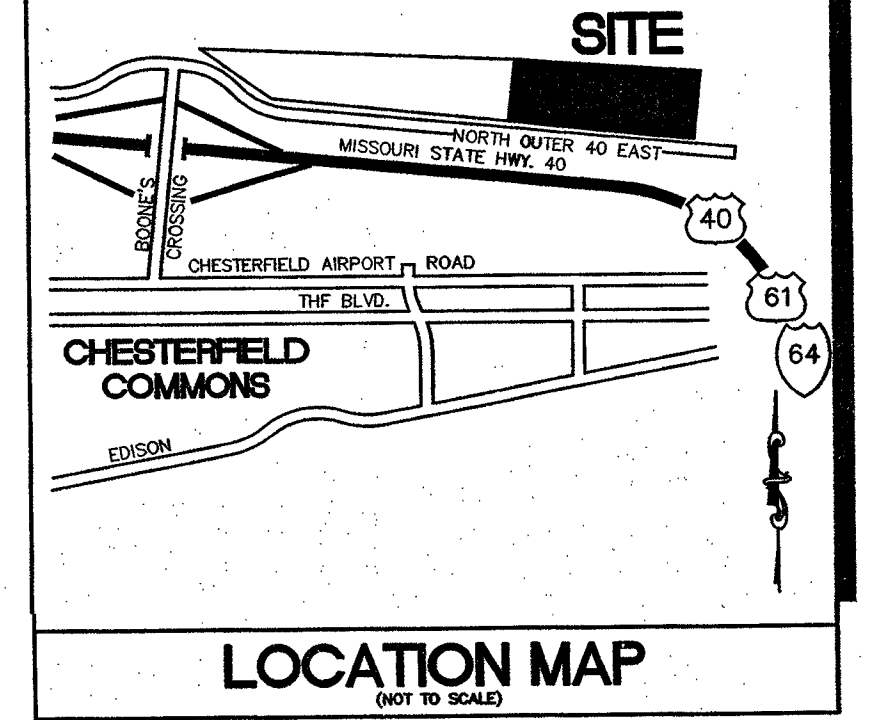 SITE
NORTH OUTER 40 EAST
MISSOURI STATE HWY. 40
BOONE'S
CROSSING
40
CHESTERFIELD AIRPORT ROAD
61
THF BLVD.
CHESTERFIELD
COMMONS
64
EDISON
LOCATION MAP
(NOT TO SCALE)